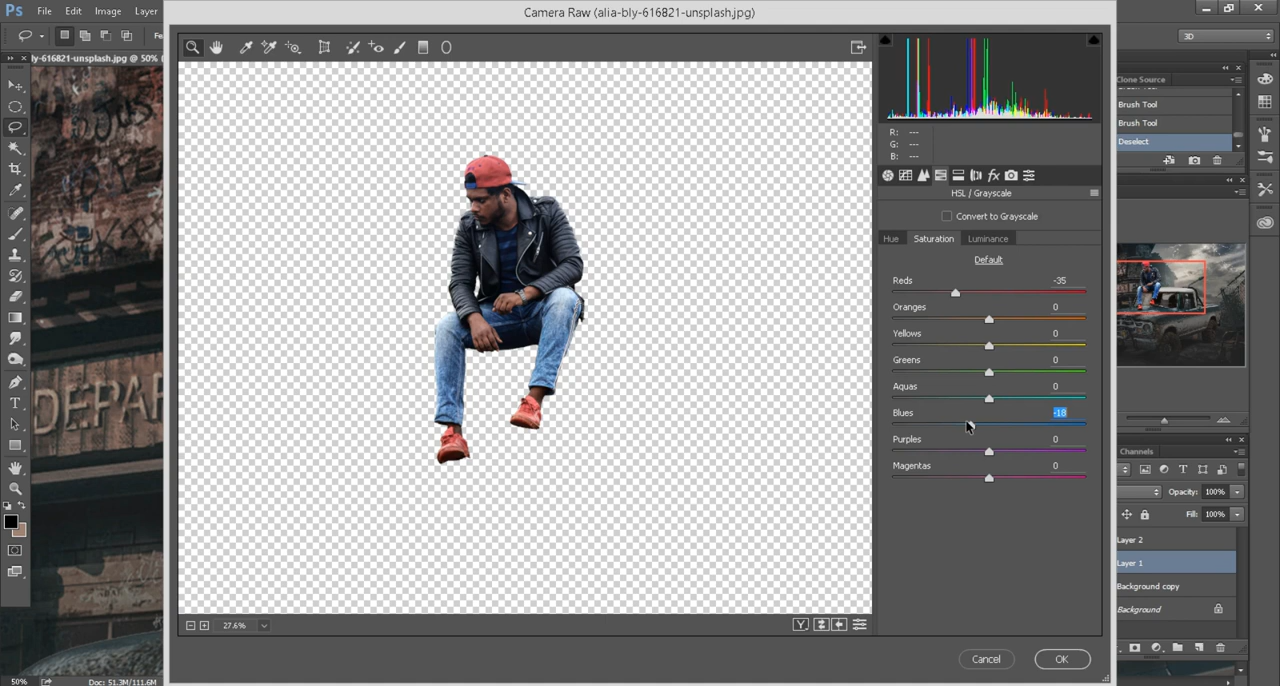 Ps File Edit Image Layer
Camera Raw (alia-bly-616821-unsplash.jpg)
3D
ly-616821-unsplash.jpg @ 50%
Clone Source
Brush Tool
Brush Tool
Deselect
R: ---
G: ---
B: ---
HSL / Grayscale
Convert to Grayscale
Hue Saturation Luminance
Default
Reds -35
Oranges 0
Yellows 0
Greens 0
Aquas 0
Blues -18
Purples 0
Magentas 0
DEPAR
Channels
Opacity: 100%
Fill: 100%
Layer 2
Layer 1
Background copy
Background
27.6%
Y
Cancel OK
50% Doc: 51.3M/111.6M